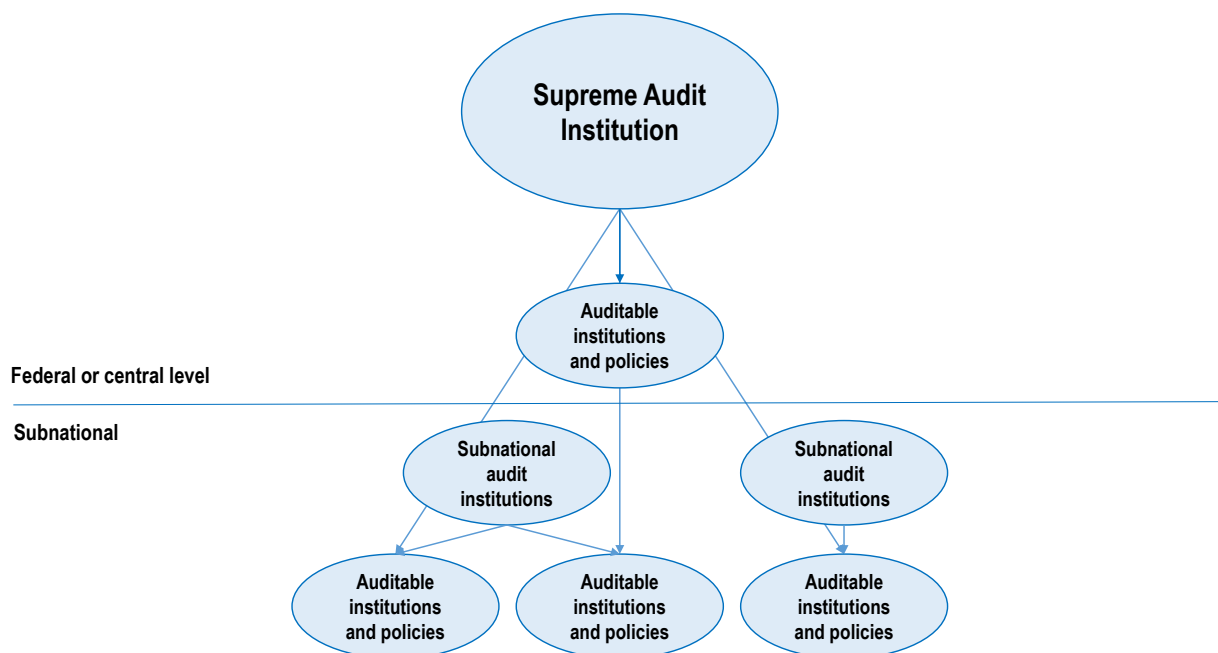 Supreme Audit
Institution
Auditable
institutions
and policies
Federal or central level
Subnational
Subnational
audit
institutions
Subnational
audit
institutions
Auditable
institutions
and policies
Auditable
institutions
and policies
Auditable
institutions
and policies